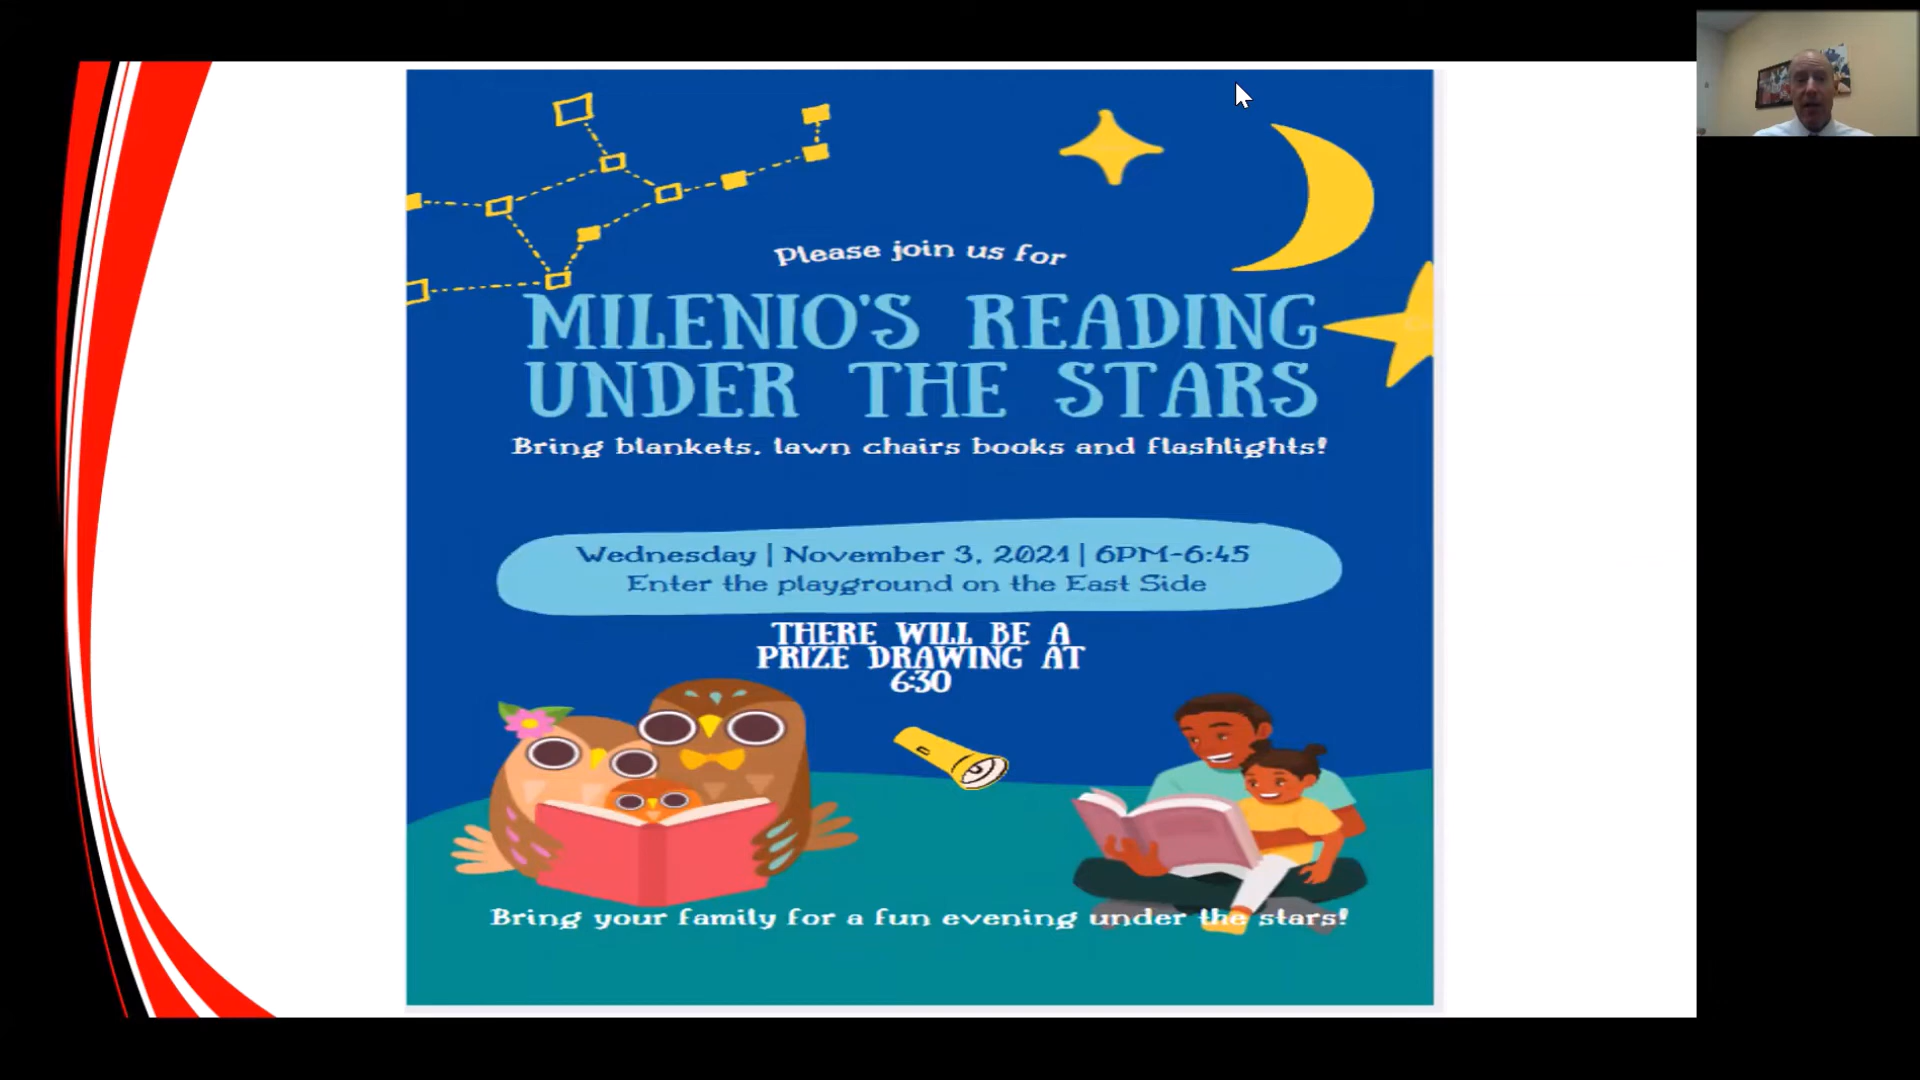 Please join us for
MILENIO'S READING
UNDER THE STARS
Bring blankets, lawn chairs books and flashlights!
Wednesday | November 3, 2021 | 6PM-6:45
Enter the playground on the East Side
THERE WILL BE A
PRIZE DRAWING AT
6:30
Bring your family for a fun evening under the stars!